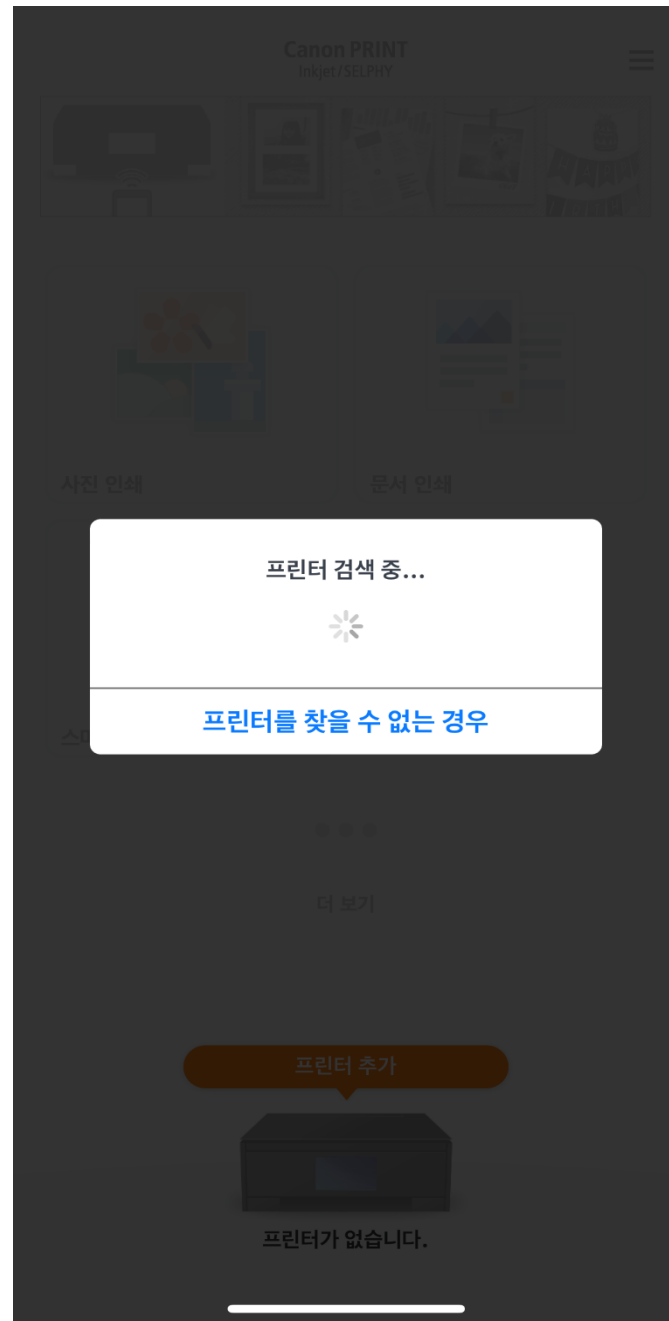 Canon PRINT
Inkjet/SELPHY
사진 인쇄
문서 인쇄
프린터 검색 중...
프린터를 찾을 수 없는 경우
더 보기
프린터 추가
프린터가 없습니다.